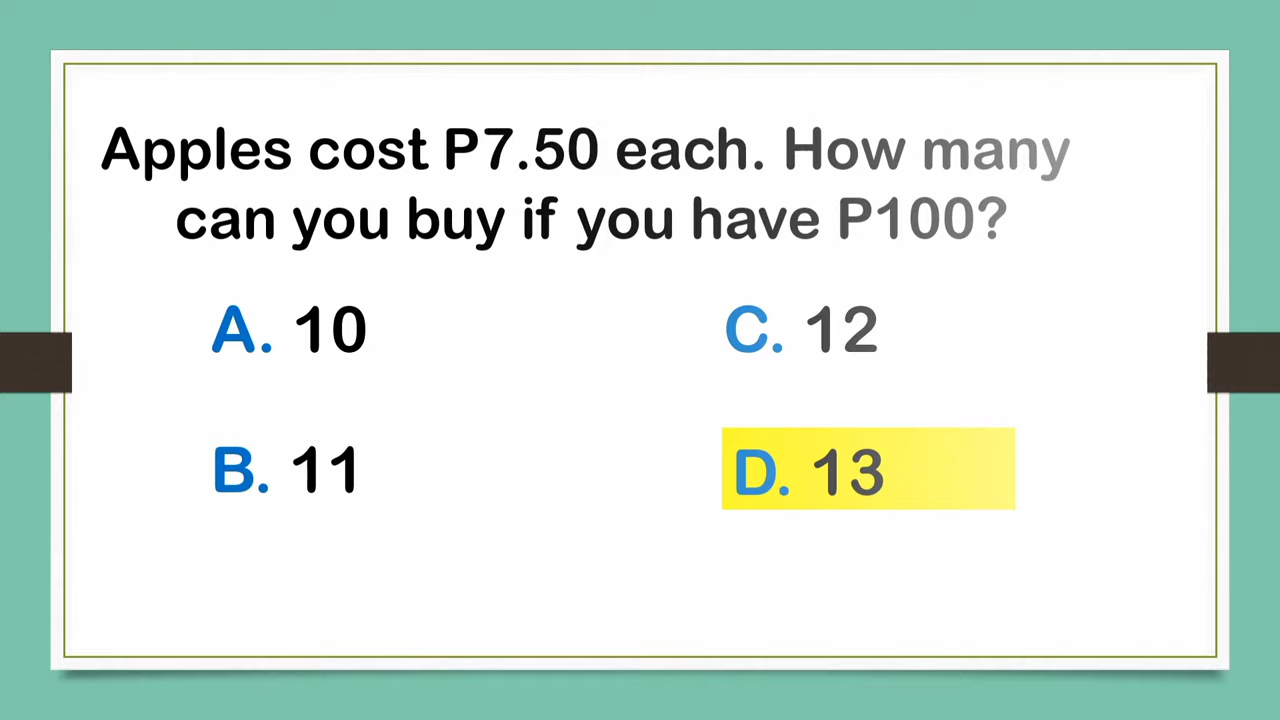 Apples cost P7.50 each. How many
can you buy if you have P100?
A. 10
C. 12
B. 11
D. 13